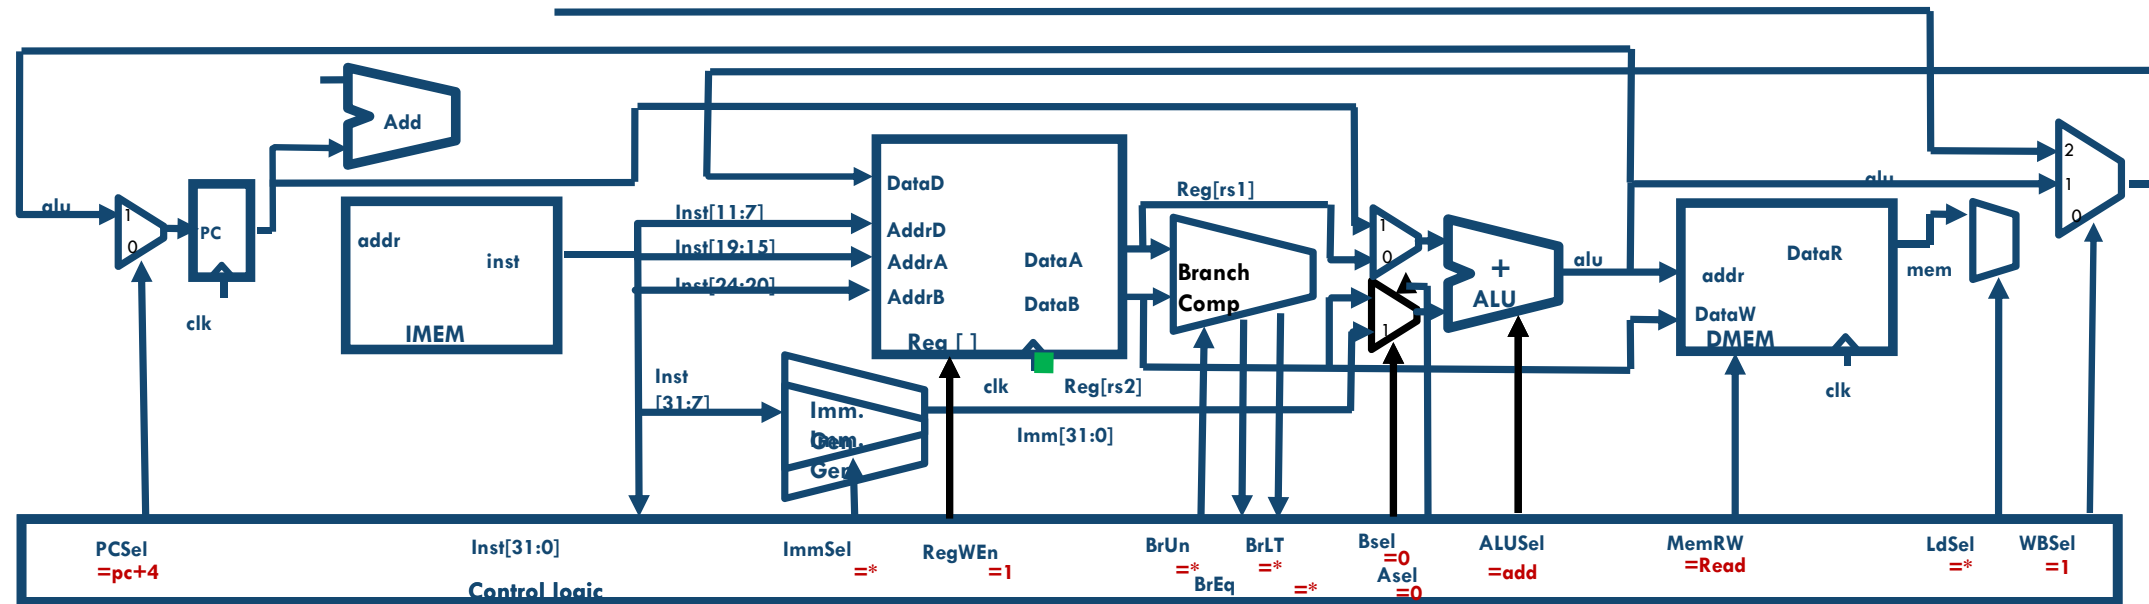 Add
alu
1
0
PC
clk
addr
inst
IMEM
Inst[11:7]
Inst[19:15]
Inst[24:20]
Inst
[31:7]
DataD
AddrD
AddrA
AddrB
DataA
DataB
Reg [ ]
clk
Reg[rs2]
Imm.
Gen
Imm.
Gen
Imm[31:0]
Reg[rs1]
Branch
Comp
1
0
1
+
ALU
alu
alu
addr
DataR
DataW
DMEM
clk
mem
2
1
0
PCSel
=pc+4
Inst[31:0]
Control logic
ImmSel
=*
RegWEn
=1
BrUn
=*
BrEq
=*
BrLT
=*
Bsel
=0
Asel
=0
ALUSel
=add
MemRW
=Read
LdSel
=*
WBSel
=1